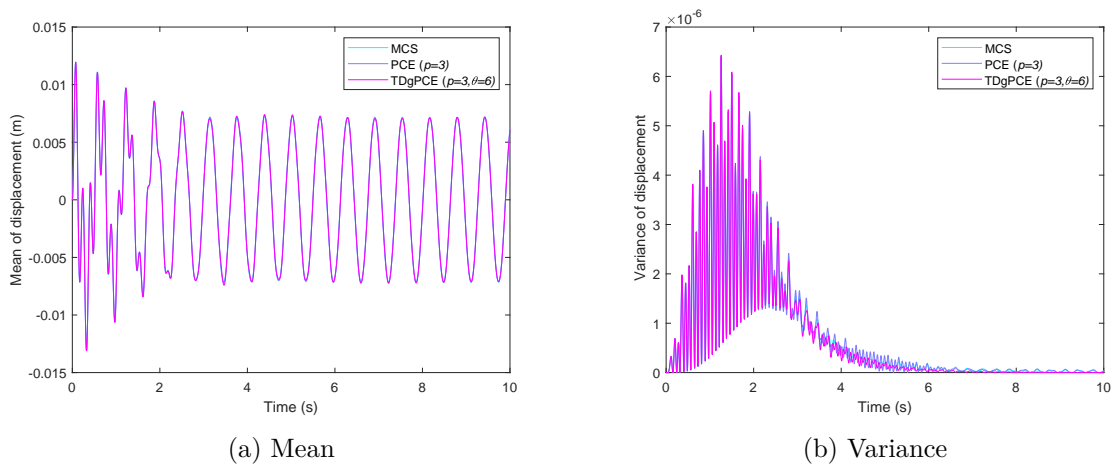 0.015
0.01
0.005
0
-0.005
-0.01
-0.015
Mean of displacement (m)
0 2 4 6 8 10
Time (s)
MCS
PCE (p=3)
TDgPCE (p=3,θ=6)
(a) Mean
×10⁻⁶
7
6
5
4
3
2
1
0
Variance of displacement
0 2 4 6 8 10
Time (s)
MCS
PCE (p=3)
TDgPCE (p=3,θ=6)
(b) Variance